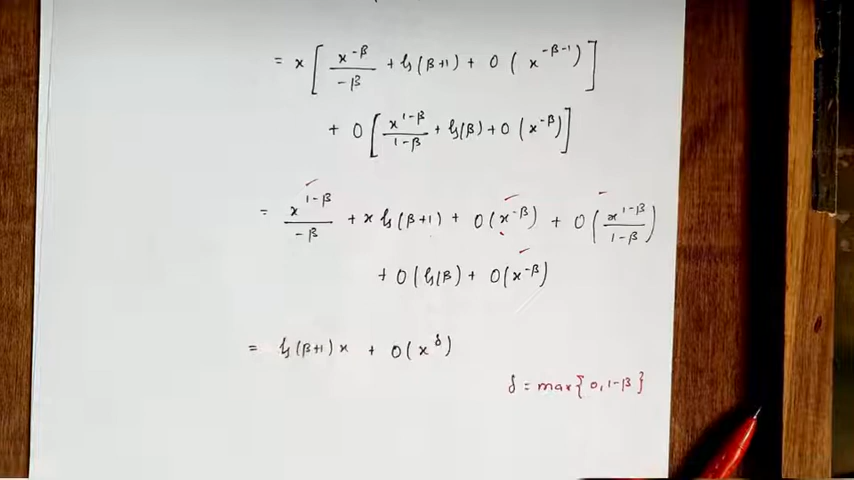 = x [ x^{-β} / -β + ζ(β+1) + O ( x^{-β-1} ) ]
+ O [ x^{1-β} / 1-β + ζ(β) + O ( x^{-β} ) ]
= x^{1-β} / -β + x ζ(β+1) + O ( x^{-β} ) + O ( x^{1-β} / 1-β )
+ O ( ζ(β) ) + O ( x^{-β} )
= ζ(β+1) x + O ( x^δ )
δ = max { 0, 1-β }